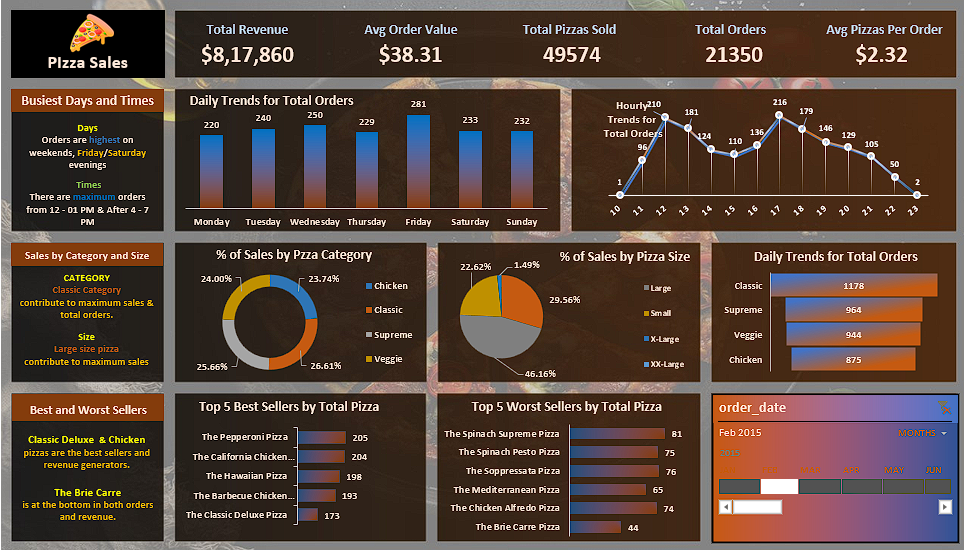 Pizza Sales
Total Revenue
$8,17,860
Avg Order Value
$38.31
Total Pizzas Sold
49574
Total Orders
21350
Avg Pizzas Per Order
$2.32
Busiest Days and Times
Days
Orders are highest on
weekends, Friday/Saturday
evenings
Times
There are maximum orders
from 12 - 01 PM & After 4 - 7
PM
Daily Trends for Total Orders
220
240
250
229
281
233
232
Monday
Tuesday
Wednesday
Thursday
Friday
Saturday
Sunday
Hourly
Trends for
Total Orders
1
96
210
181
124
110
136
216
179
146
129
105
50
2
10
11
12
13
14
15
16
17
18
19
20
21
22
23
Sales by Category and Size
CATEGORY
Classic Category
contribute to maximum sales &
total orders.
Size
Large size pizza
contribute to maximum sales
% of Sales by Pzza Category
24.00%
23.74%
25.66%
26.61%
Chicken
Classic
Supreme
Veggie
% of Sales by Pizza Size
22.62%
1.49%
29.56%
46.16%
Large
Small
X-Large
XX-Large
Daily Trends for Total Orders
Classic
1178
Supreme
964
Veggie
944
Chicken
875
Best and Worst Sellers
Classic Deluxe & Chicken
pizzas are the best sellers and
revenue generators.
The Brie Carre
is at the bottom in both orders
and revenue.
Top 5 Best Sellers by Total Pizza
The Pepperoni Pizza
205
The California Chicken...
204
The Hawaiian Pizza
198
The Barbecue Chicken...
193
The Classic Deluxe Pizza
173
Top 5 Worst Sellers by Total Pizza
The Spinach Supreme Pizza
81
The Spinach Pesto Pizza
75
The Soppressata Pizza
76
The Mediterranean Pizza
65
The Chicken Alfredo Pizza
74
The Brie Carre Pizza
44
order_date
Feb 2015
MONTHS
APR
MAY
JUN